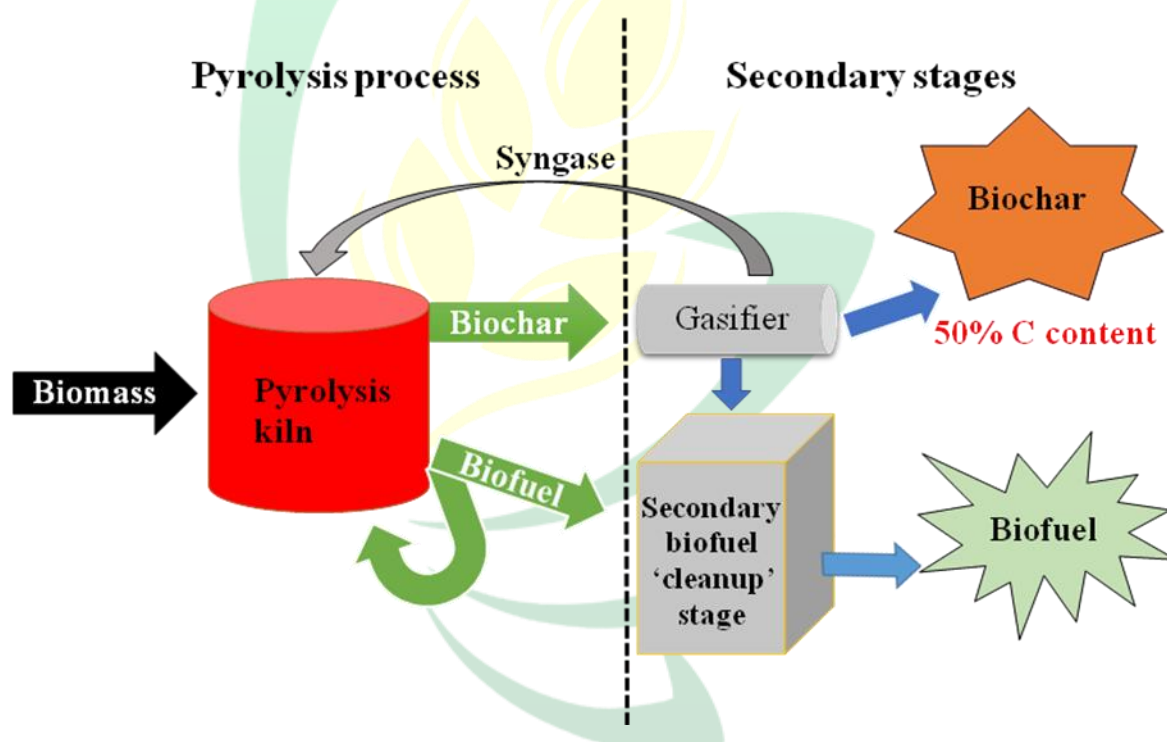 Pyrolysis process
Secondary stages
Syngase
Biochar
Biochar
Gasifier
50% C content
Biomass
Pyrolysis
kiln
Biofuel
Secondary
biofuel
‘cleanup’
stage
Biofuel